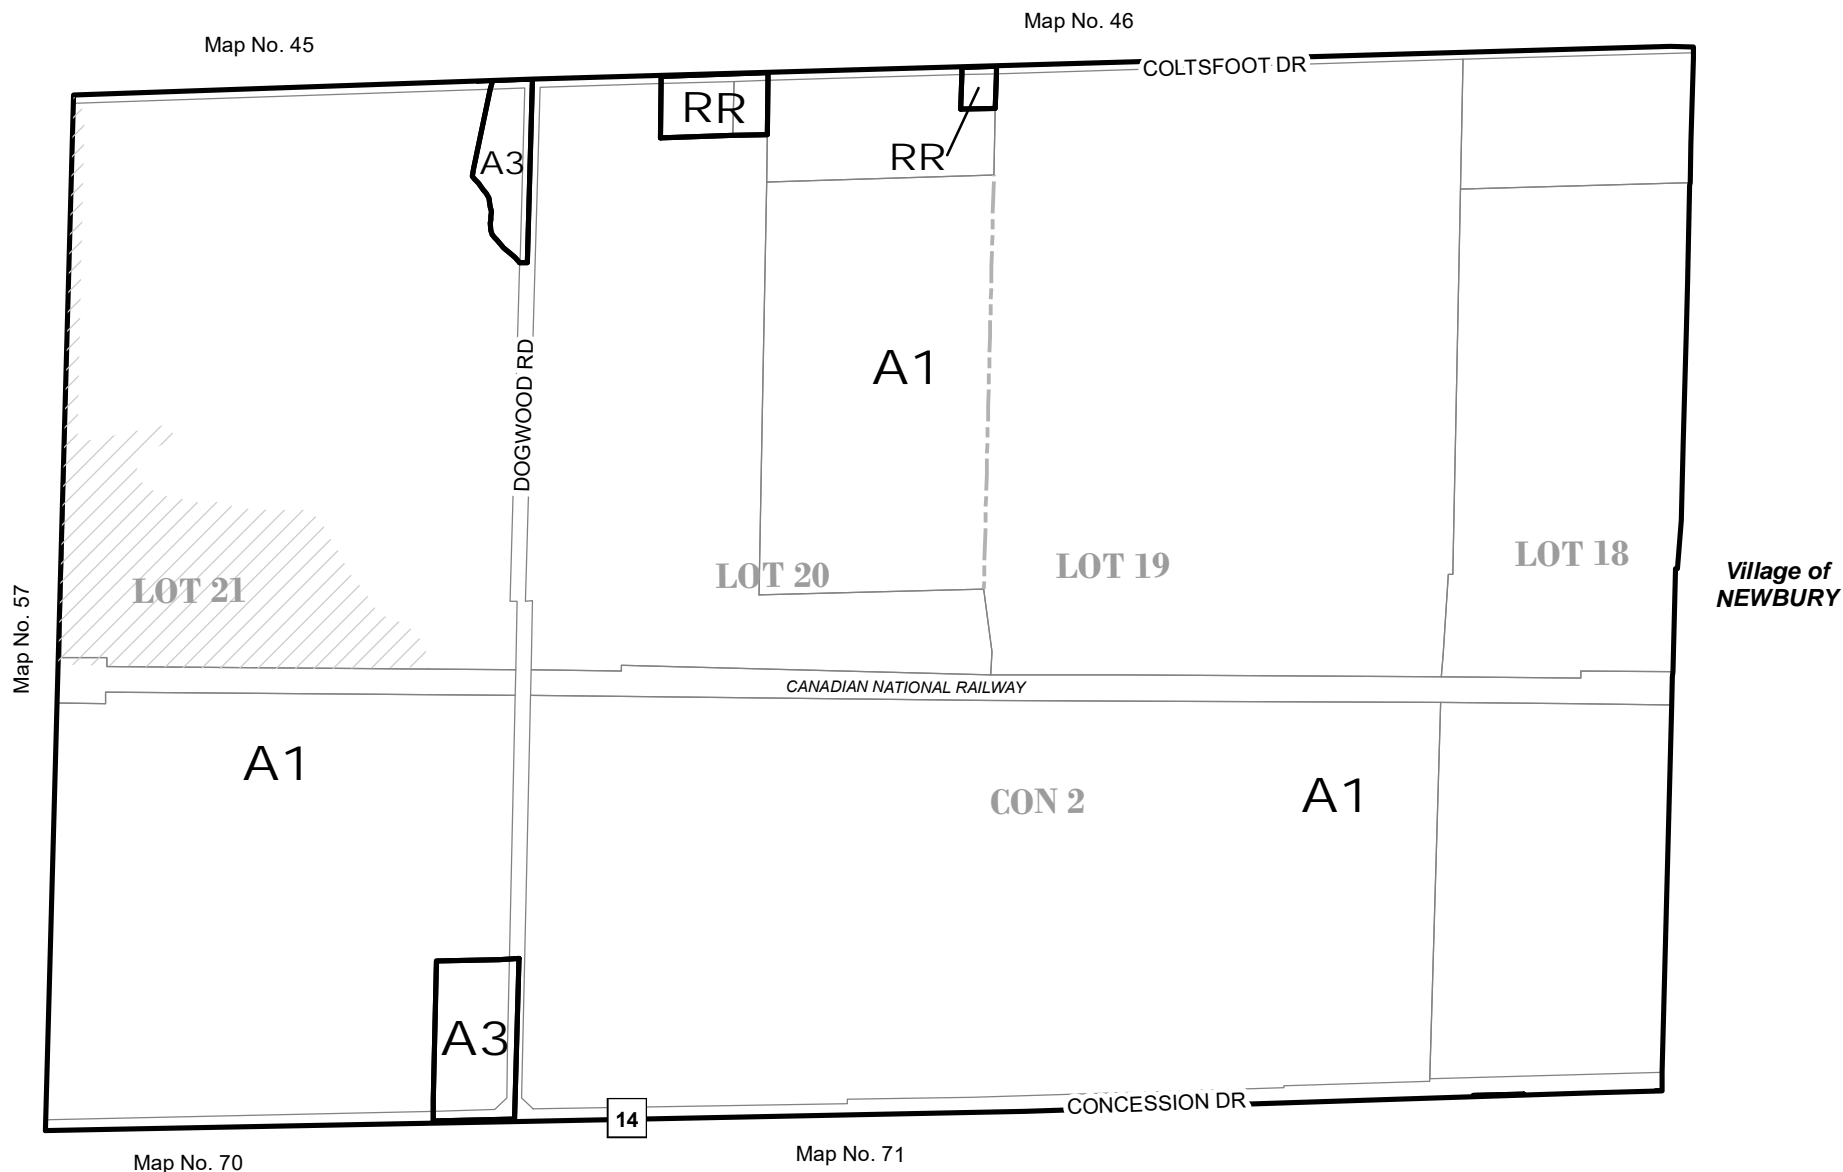 Map No. 46
Map No. 45
COLTSFOOT DR
RR
RR
A3
A1
DOGWOOD RD
LOT 21
LOT 20
LOT 19
LOT 18
Village of
NEWBURY
Map No. 57
CANADIAN NATIONAL RAILWAY
A1
CON 2
A1
A3
14
CONCESSION DR
Map No. 70
Map No. 71